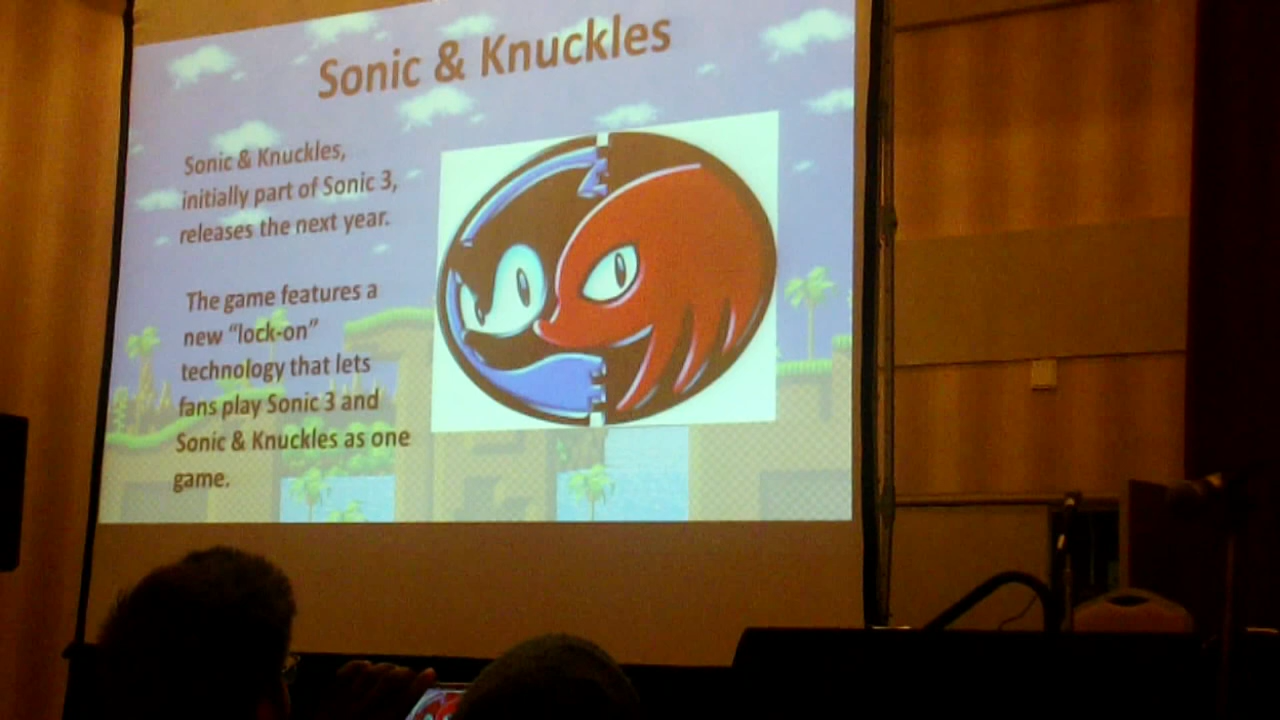 Sonic & Knuckles
Sonic & Knuckles,
initially part of Sonic 3,
releases the next year.
The game features a
new “lock-on”
technology that lets
fans play Sonic 3 and
Sonic & Knuckles as one
game.